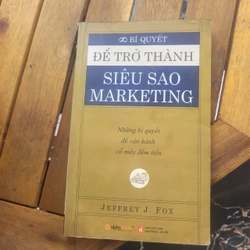 ∞ BÍ QUYẾT
ĐỂ TRỞ THÀNH
SIÊU SAO
MARKETING
Những bí quyết
để vận hành
cỗ máy đếm tiền
JEFFREY J. FOX